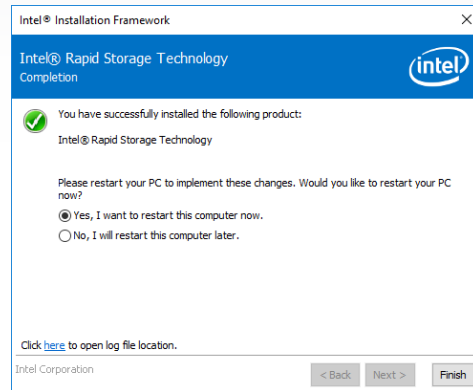 Intel® Installation Framework
Intel® Rapid Storage Technology
Completion
intel
You have successfully installed the following product:
Intel® Rapid Storage Technology
Please restart your PC to implement these changes. Would you like to restart your PC
now?
Yes, I want to restart this computer now.
No, I will restart this computer later.
Click here to open log file location.
Intel Corporation
< Back
Next >
Finish